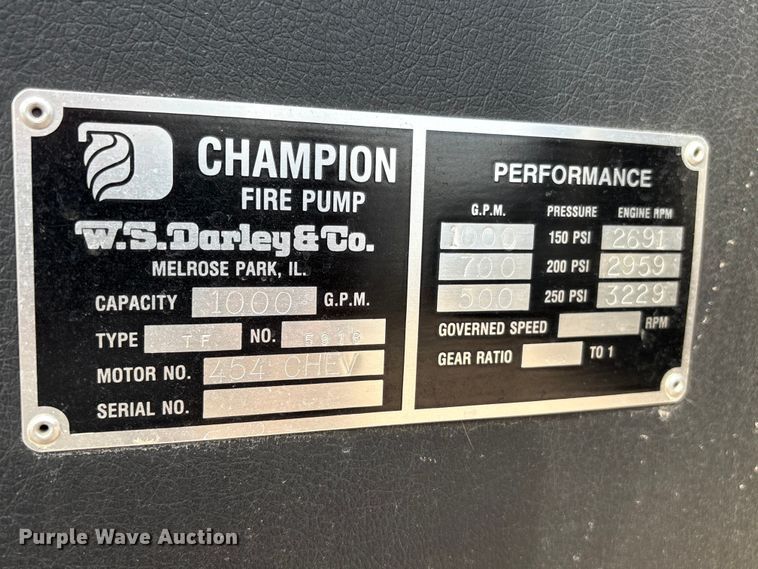 CHAMPION
FIRE PUMP
W.S. Darley & Co.
MELROSE PARK, IL.
CAPACITY 1000 G.P.M.
TYPE TF NO.
MOTOR NO. 454 CHEV
SERIAL NO.
PERFORMANCE
G.P.M. PRESSURE ENGINE RPM
1000 150 PSI 2691
700 200 PSI 2959
500 250 PSI 3229
GOVERNED SPEED RPM
GEAR RATIO TO 1
Purple Wave Auction